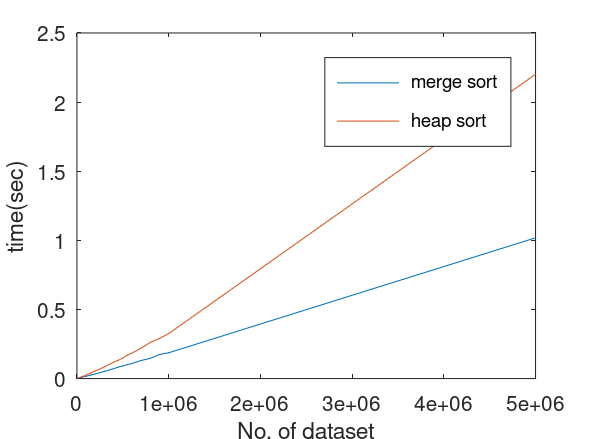 2.5
2
1.5
1
0.5
0
time(sec)
merge sort
heap sort
0 1e+06 2e+06 3e+06 4e+06 5e+06
No. of dataset